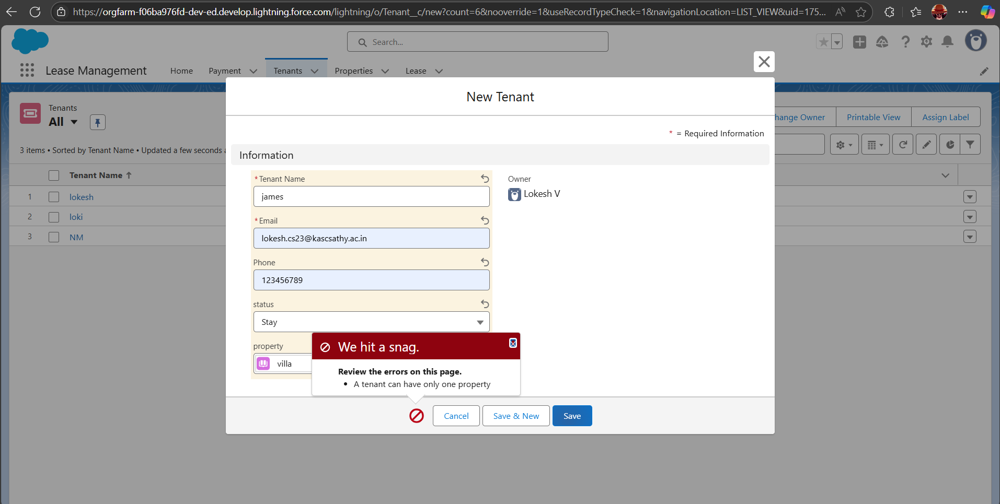 https://orgfarm-f06ba976fd-dev-ed.develop.lightning.force.com/lightning/o/Tenant__c/new?count=6&nooverride=1&useRecordTypeCheck=1&navigationLocation=LIST_VIEW&uid=175...
Search...
Lease Management
Home
Payment
Tenants
Properties
Lease
New Tenant
Tenants
All
hange Owner
Printable View
Assign Label
* = Required Information
3 items • Sorted by Tenant Name • Updated a few seconds a
Information
Tenant Name
1 lokesh
2 loki
3 NM
*Tenant Name
james
Owner
Lokesh V
*Email
lokesh.cs23@kascsathy.ac.in
Phone
123456789
status
Stay
property
villa
We hit a snag.
Review the errors on this page.
• A tenant can have only one property
Cancel
Save & New
Save